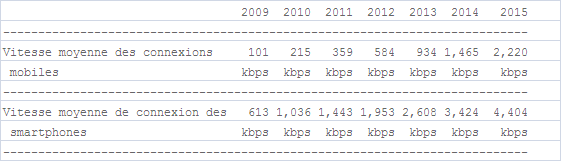 2009 2010 2011 2012 2013 2014 2015
-----------------------------------------------------------------------
Vitesse moyenne des connexions 101 215 359 584 934 1,465 2,220
mobiles kbps kbps kbps kbps kbps kbps kbps
-----------------------------------------------------------------------
Vitesse moyenne de connexion des 613 1,036 1,443 1,953 2,608 3,424 4,404
smartphones kbps kbps kbps kbps kbps kbps kbps
-----------------------------------------------------------------------